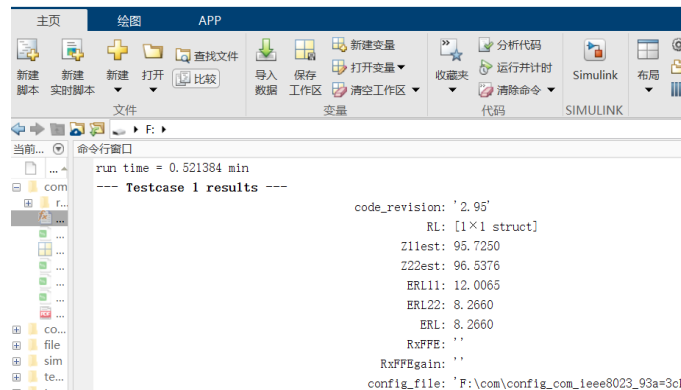 主页 绘图 APP
新建脚本 新建实时脚本 新建 打开 查找文件 比较 导入数据 保存工作区 新建变量 打开变量 清空工作区 收藏夹 分析代码 运行并计时 清除命令 Simulink 布局
文件 变量 代码 SIMULINK
F:
当前... 命令行窗口
run time = 0.521384 min
--- Testcase 1 results ---
code_revision: '2.95'
RL: [1×1 struct]
Z11est: 95.7250
Z22est: 96.5376
ERL11: 12.0065
ERL22: 8.2660
ERL: 8.2660
RxFFE: ''
RxFFEgain: ''
config_file: 'F:\com\config_com_ieee8023_93a=3c
...
com
r...
...
...
...
...
...
...
...
co...
file
sim
te...